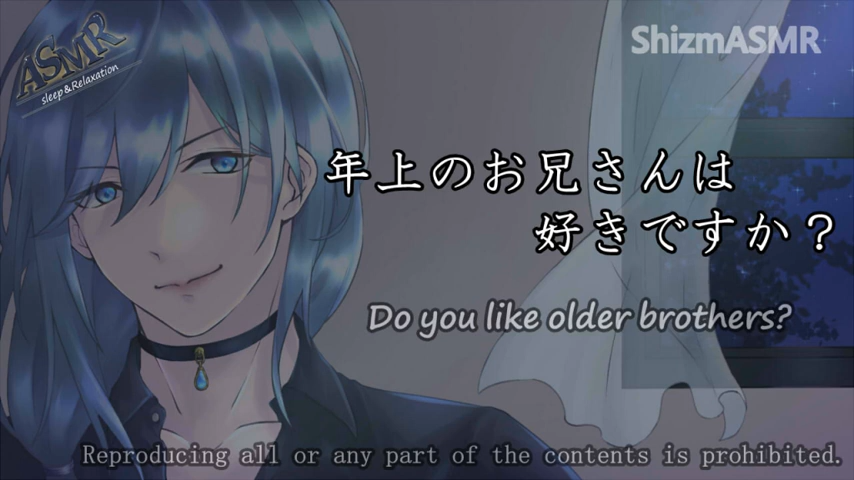 ASMR
sleep&Relaxation
ShizmASMR
年上のお兄さんは
好きですか？
Do you like older brothers?
Reproducing all or any part of the contents is prohibited.